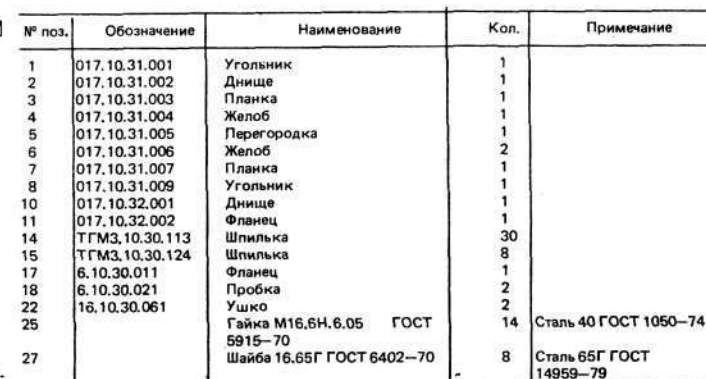 № поз. Обозначение Наименование Кол. Примечание
1 017.10.31.001 Угольник 1
2 017.10.31.002 Днище 1
3 017.10.31.003 Планка 1
4 017.10.31.004 Желоб 1
5 017.10.31.005 Перегородка 1
6 017.10.31.006 Желоб 2
7 017.10.31.007 Планка 1
8 017.10.31.009 Угольник 1
10 017.10.32.001 Днище 1
11 017.10.32.002 Фланец 1
14 ТГМ3.10.30.113 Шпилька 30
15 ТГМ3.10.30.124 Шпилька 8
17 6.10.30.011 Фланец 1
18 6.10.30.021 Пробка 2
22 16.10.30.061 Ушко 2
25 Гайка М16.6Н.6.05 ГОСТ 14 Сталь 40 ГОСТ 1050—74
5915—70
27 Шайба 16.65Г ГОСТ 6402—70 8 Сталь 65Г ГОСТ
14959—79